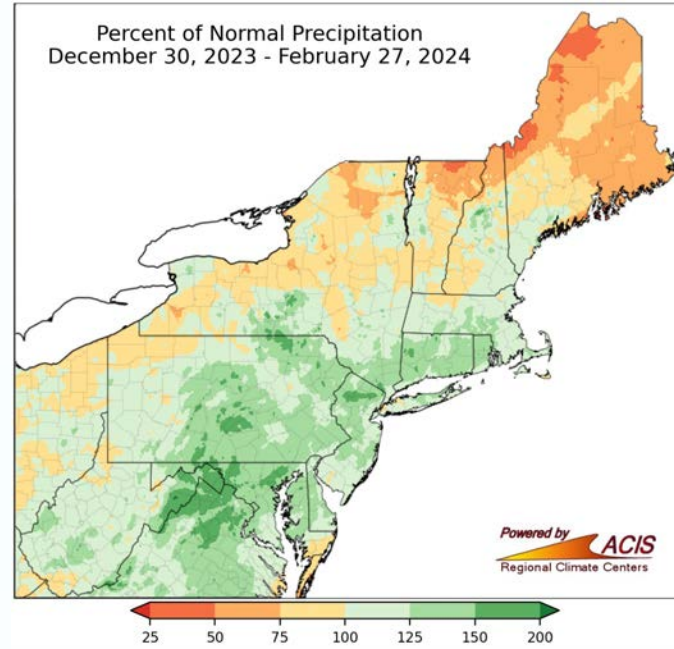 Percent of Normal Precipitation
December 30, 2023 - February 27, 2024
Powered by
ACIS
Regional Climate Centers
25 50 75 100 125 150 200